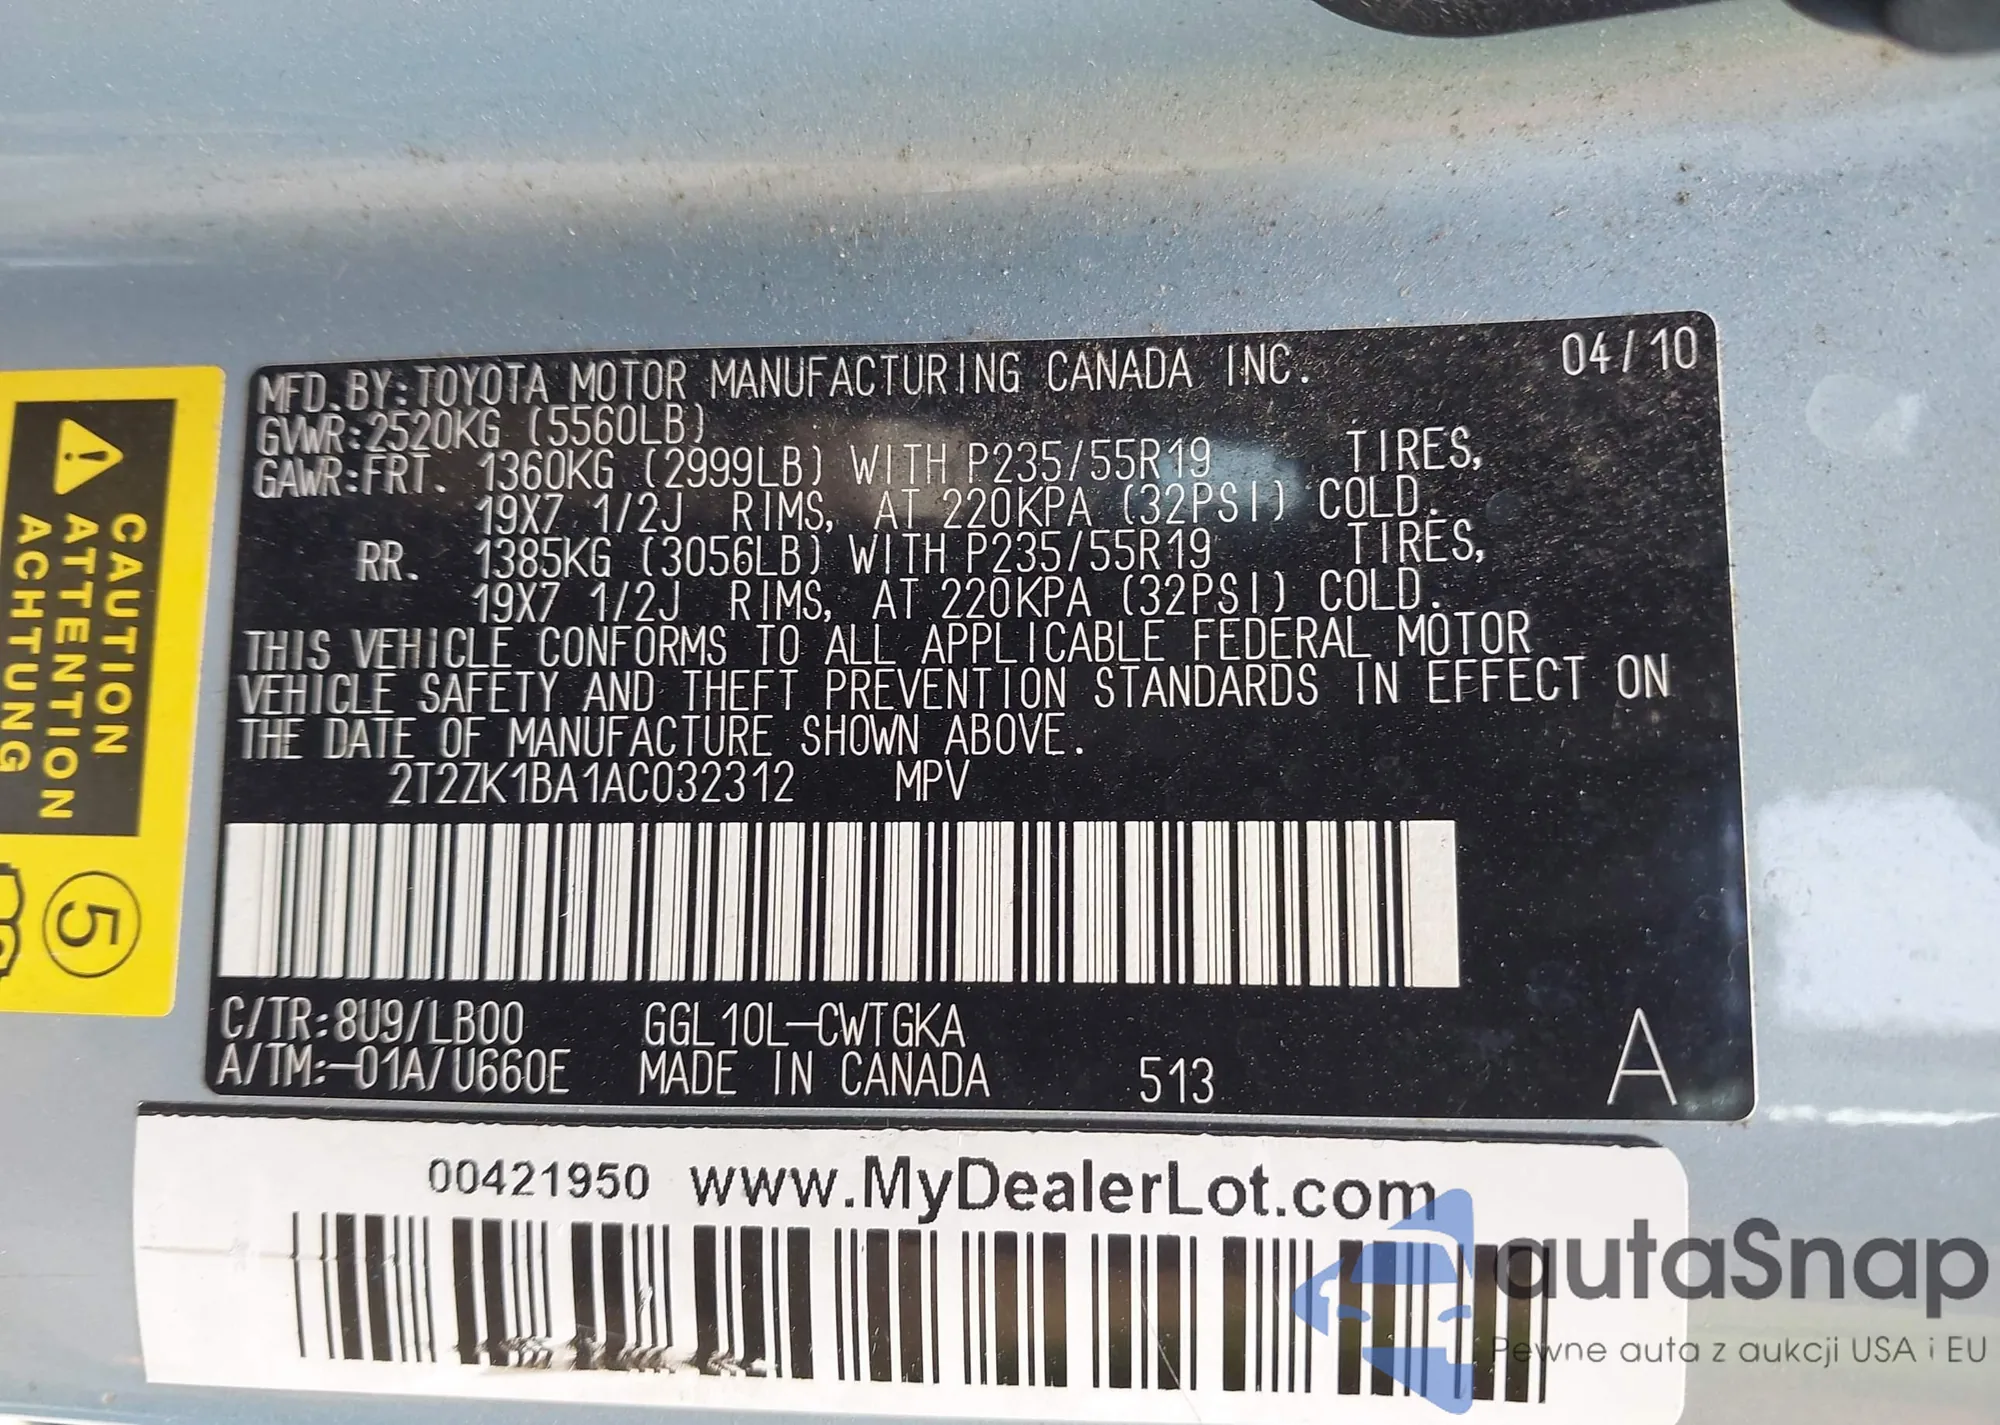 MFD.BY:TOYOTA MOTOR MANUFACTURING CANADA INC. 04/10
GVWR:2520KG (5560LB)
GAWR:FRT. 1360KG (2999LB) WITH P235/55R19 TIRES,
19X7 1/2J RIMS, AT 220KPA (32PSI) COLD.
RR. 1385KG (3056LB) WITH P235/55R19 TIRES,
19X7 1/2J RIMS, AT 220KPA (32PSI) COLD.
THIS VEHICLE CONFORMS TO ALL APPLICABLE FEDERAL MOTOR
VEHICLE SAFETY AND THEFT PREVENTION STANDARDS IN EFFECT ON
THE DATE OF MANUFACTURE SHOWN ABOVE.
2T2ZK1BA1AC032312 MPV
C/TR:8U9/LB00 GGL10L-CWTGKA
A/TM:-01A/U660E MADE IN CANADA 513 A
CAUTION
ATTENTION
ACHTUNG
5
00421950 www.MyDealerLot.com
autaSnap
Pewne auta z aukcji USA i EU